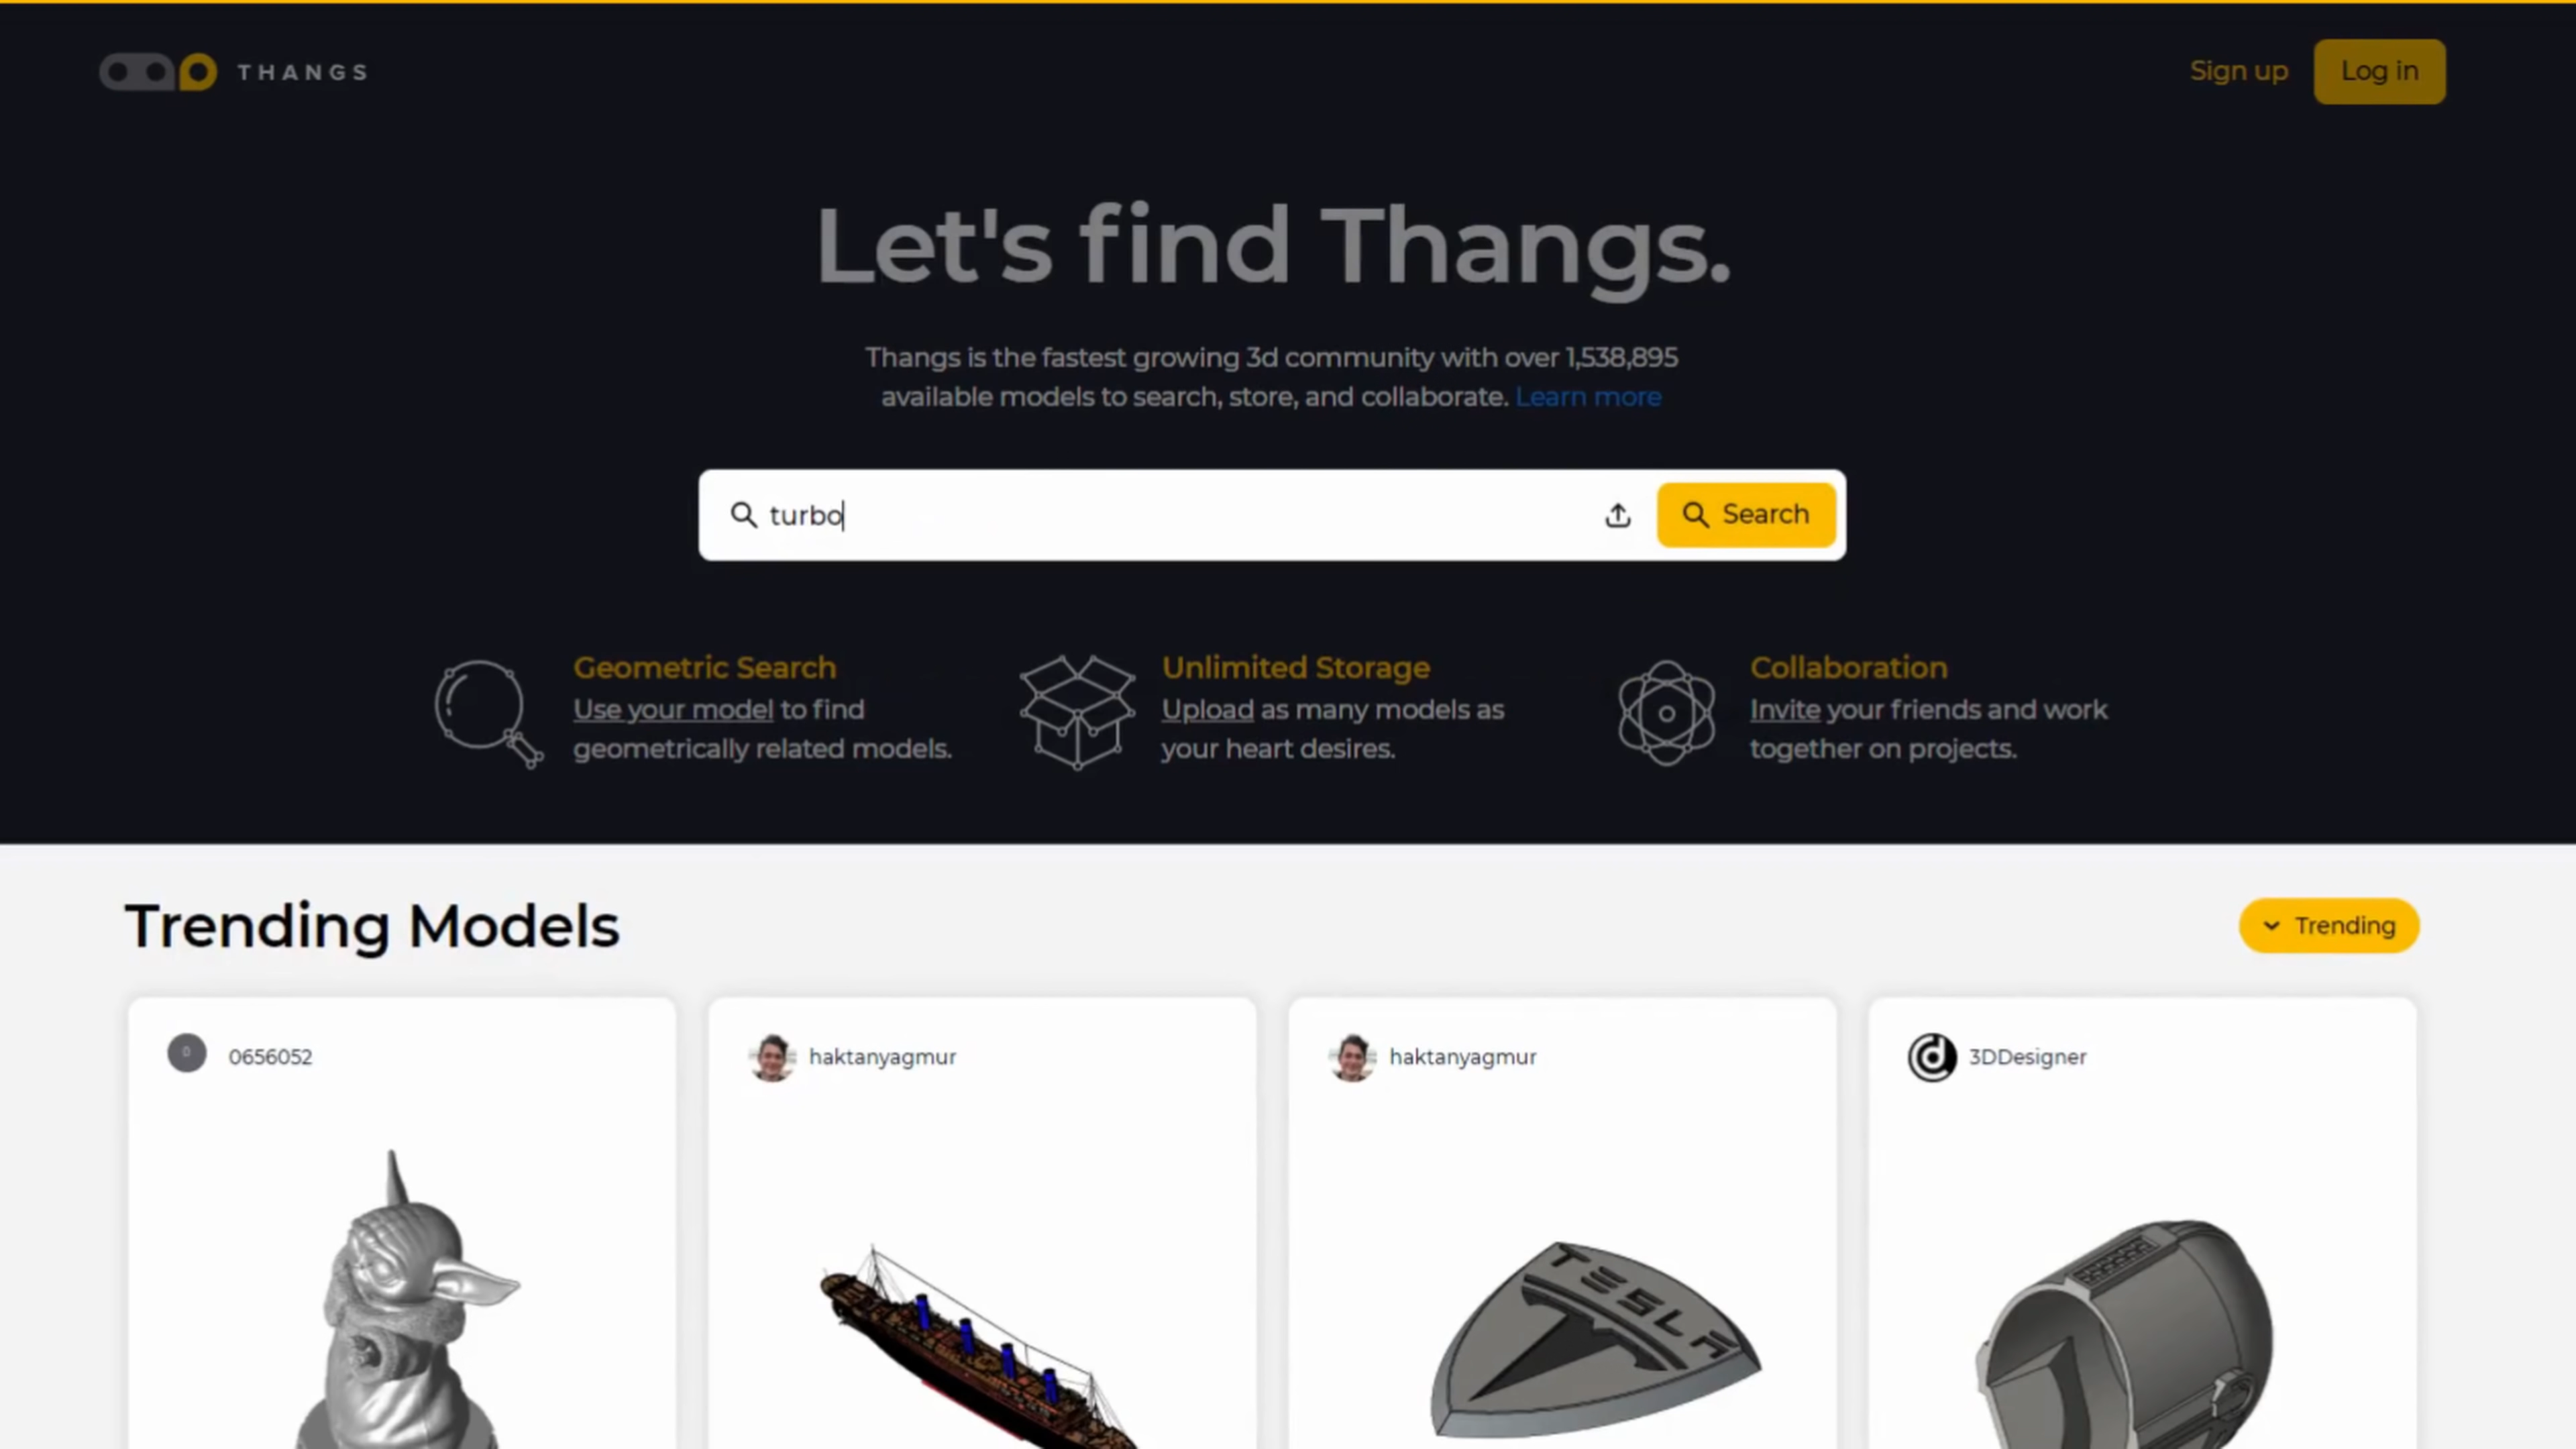 THANGS
Sign up
Log in
Let's find Thangs.
Thangs is the fastest growing 3d community with over 1,538,895
available models to search, store, and collaborate. Learn more
turbo
Search
Geometric Search
Use your model to find
geometrically related models.
Unlimited Storage
Upload as many models as
your heart desires.
Collaboration
Invite your friends and work
together on projects.
Trending Models
Trending
0
0656052
haktanyagmur
haktanyagmur
3DDesigner
TESLA